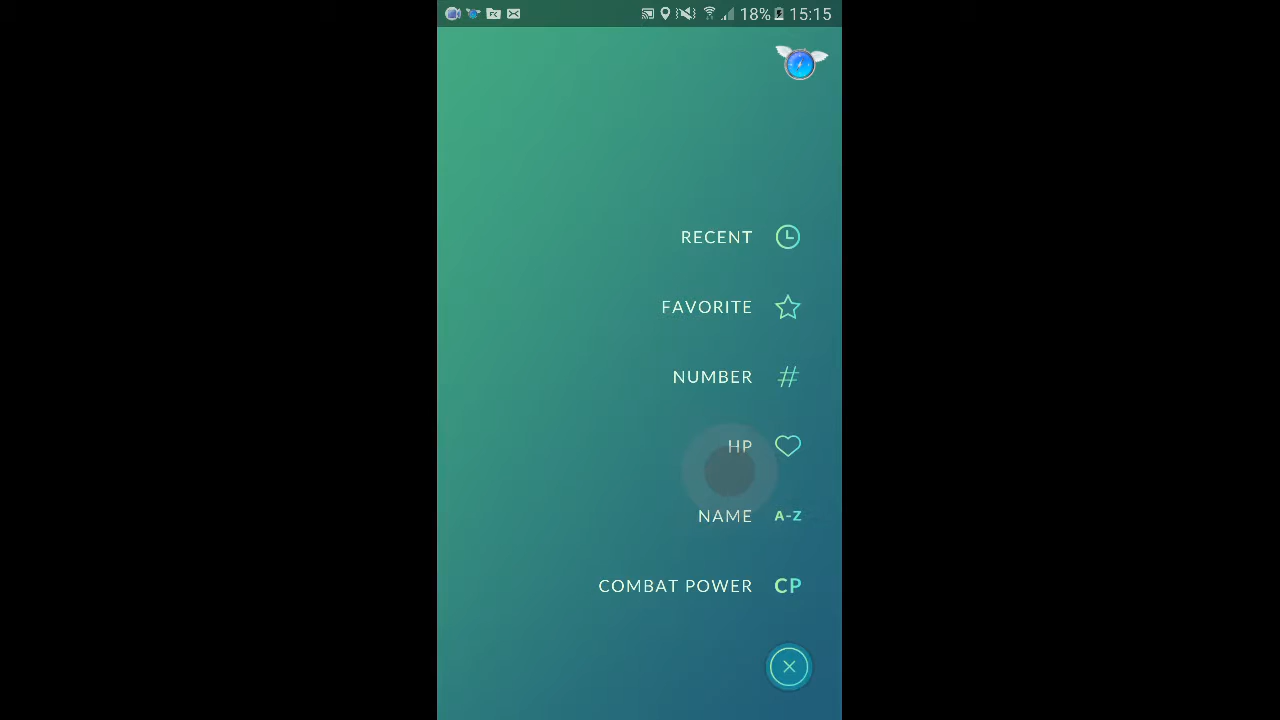 18% 15:15
RECENT
FAVORITE
NUMBER #
HP
NAME A-Z
COMBAT POWER CP